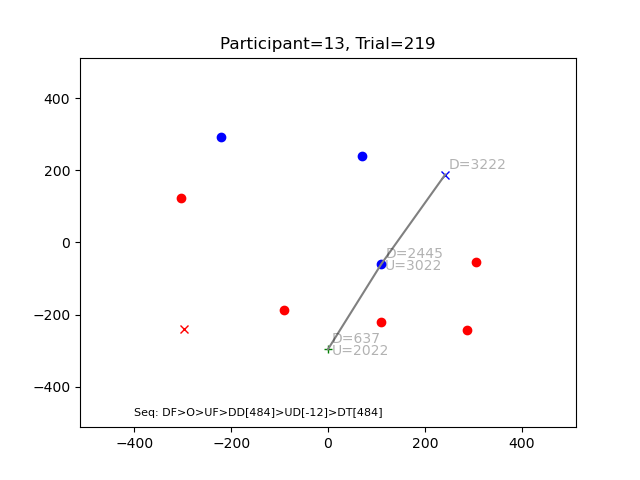 Participant=13, Trial=219
400
200
0
−200
−400
D=3222
D=2445
U=3022
D=637
U=2022
Seq: DF>O>UF>DD[484]>UD[-12]>DT[484]
−400
−200
0
200
400